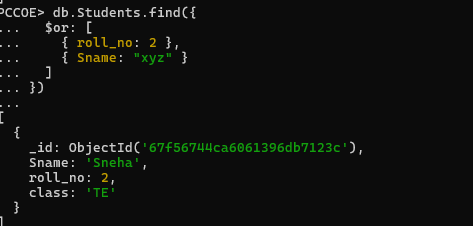 PCCOE> db.Students.find({
... $or: [
... { roll_no: 2 },
... { Sname: "xyz" }
... ]
... })
...
[
{
_id: ObjectId('67f56744ca6061396db7123c'),
Sname: 'Sneha',
roll_no: 2,
class: 'TE'
}
]